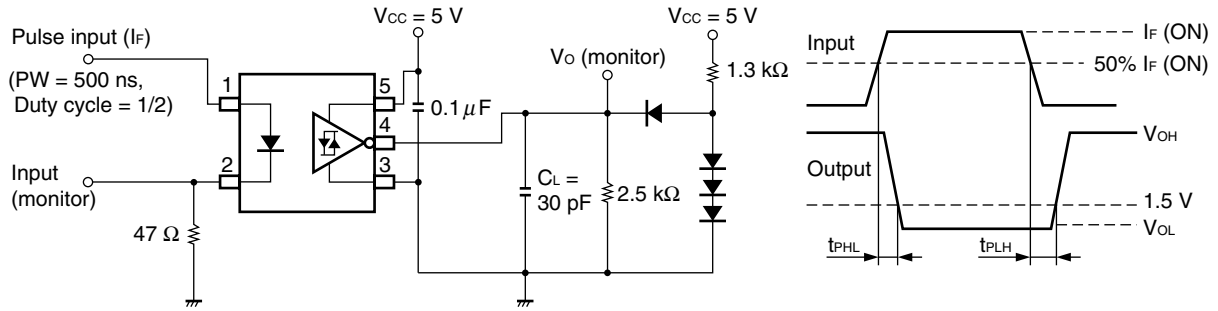 Pulse input (IF)
(PW = 500 ns,
Duty cycle = 1/2)
Input
(monitor)
47 Ω
1
2
5
4
3
VCC = 5 V
0.1 μF
VO (monitor)
CL =
30 pF
2.5 kΩ
VCC = 5 V
1.3 kΩ
Input
IF (ON)
50% IF (ON)
Output
VOH
1.5 V
VOL
tPHL
tPLH